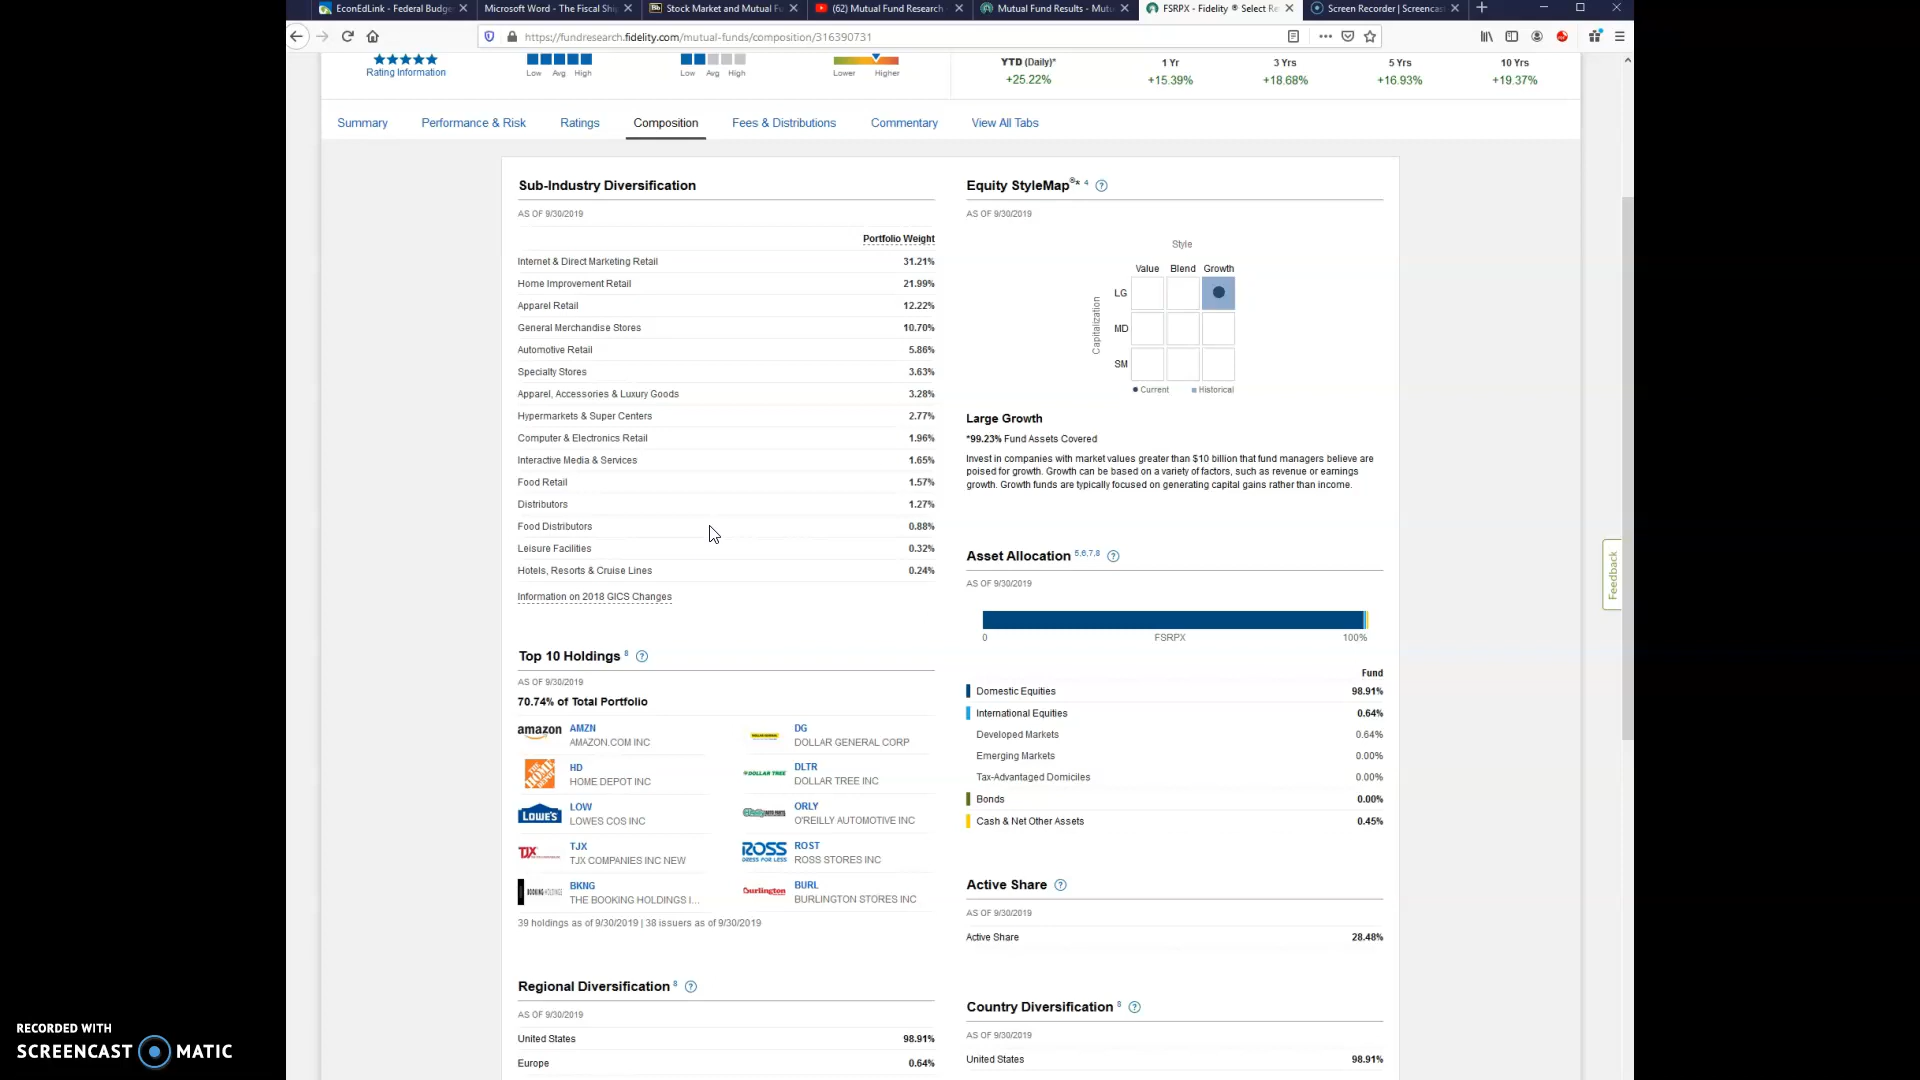 EconEdLink - Federal Budge
Microsoft Word - The Fiscal Shi
Stock Market and Mutual F
(62) Mutual Fund Research
Mutual Fund Results - Mutu
FSRPX - Fidelity ® Select Re
Screen Recorder | Screencas
https://fundresearch.fidelity.com/mutual-funds/composition/316390731
Rating Information
Low Avg High
Low Avg High
Lower Higher
YTD (Daily)* 1 Yr 3 Yrs 5 Yrs 10 Yrs
+25.22% +15.39% +18.68% +16.93% +19.37%
Summary Performance & Risk Ratings Composition Fees & Distributions Commentary View All Tabs
Sub-Industry Diversification
AS OF 9/30/2019
Portfolio Weight
Internet & Direct Marketing Retail 31.21%
Home Improvement Retail 21.99%
Apparel Retail 12.22%
General Merchandise Stores 10.70%
Automotive Retail 5.86%
Specialty Stores 3.63%
Apparel, Accessories & Luxury Goods 3.28%
Hypermarkets & Super Centers 2.77%
Computer & Electronics Retail 1.96%
Interactive Media & Services 1.65%
Food Retail 1.57%
Distributors 1.27%
Food Distributors 0.88%
Leisure Facilities 0.32%
Hotels, Resorts & Cruise Lines 0.24%
Information on 2018 GICS Changes
Top 10 Holdings 8
AS OF 9/30/2019
70.74% of Total Portfolio
amazon AMZN
AMAZON.COM INC
THE HOME DEPOT HD
HOME DEPOT INC
LOWE'S LOW
LOWES COS INC
TJX TJX
TJX COMPANIES INC NEW
BOOKING HOLDINGS BKNG
THE BOOKING HOLDINGS I...
DOLLAR GENERAL DG
DOLLAR GENERAL CORP
DOLLAR TREE DLTR
DOLLAR TREE INC
ORLY
O'REILLY AUTOMOTIVE INC
ROSS DRESS FOR LESS ROST
ROSS STORES INC
Burlington BURL
BURLINGTON STORES INC
39 holdings as of 9/30/2019 | 38 issuers as of 9/30/2019
Regional Diversification 8
AS OF 9/30/2019
United States 98.91%
Europe 0.64%
Equity StyleMap®* 4
AS OF 9/30/2019
Style
Value Blend Growth
Capitalization
LG
MD
SM
Current Historical
Large Growth
*99.23% Fund Assets Covered
Invest in companies with market values greater than $10 billion that fund managers believe are
poised for growth. Growth can be based on a variety of factors, such as revenue or earnings
growth. Growth funds are typically focused on generating capital gains rather than income.
Asset Allocation 5,6,7,8
AS OF 9/30/2019
0 FSRPX 100%
Fund
Domestic Equities 98.91%
International Equities 0.64%
Developed Markets 0.64%
Emerging Markets 0.00%
Tax-Advantaged Domiciles 0.00%
Bonds 0.00%
Cash & Net Other Assets 0.45%
Active Share
AS OF 9/30/2019
Active Share 28.48%
Country Diversification 8
AS OF 9/30/2019
United States 98.91%
Feedback
RECORDED WITH
SCREENCAST MATIC